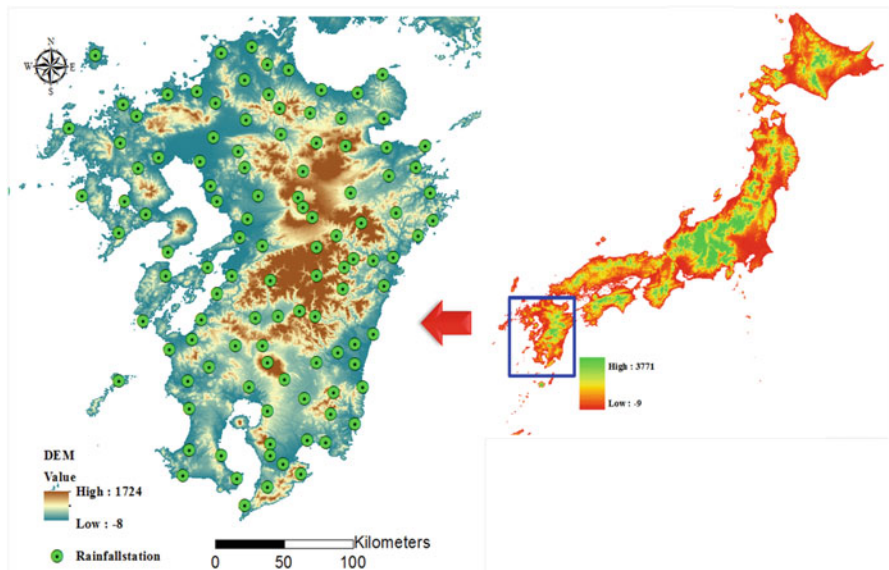 N
W E
S
DEM
Value
High : 1724
Low : -8
Rainfallstation
Kilometers
0 50 100
High : 3771
Low : -9